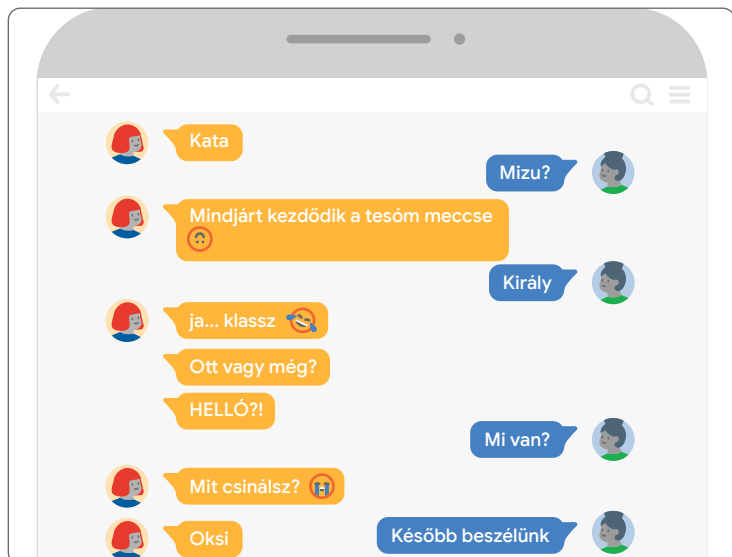 Kata
Mizu?
Mindjárt kezdődik a tesóm meccse
Király
ja... klassz
Ott vagy még?
HELLÓ?!
Mi van?
Mit csinálsz?
Később beszélünk
Oksi